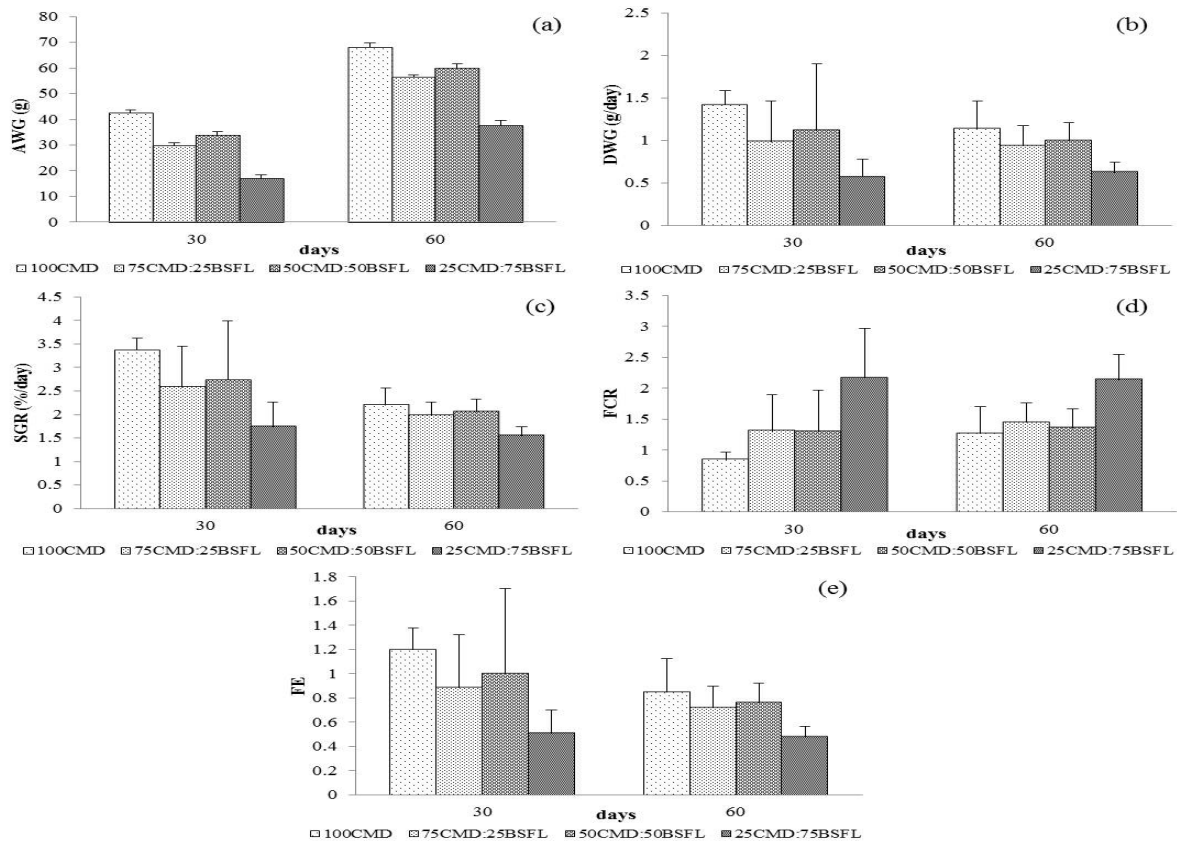 (a)
AWG (g)
80
70
60
50
40
30
20
10
0
30 60
days
100CMD 75CMD:25BSFL 50CMD:50BSFL 25CMD:75BSFL
(b)
DWG (g/day)
2.5
2
1.5
1
0.5
0
30 60
days
100CMD 75CMD:25BSFL 50CMD:50BSFL 25CMD:75BSFL
(c)
SGR (%/day)
4.5
4
3.5
3
2.5
2
1.5
1
0.5
0
30 60
days
100CMD 75CMD:25BSFL 50CMD:50BSFL 25CMD:75BSFL
(d)
FCR
3.5
3
2.5
2
1.5
1
0.5
0
30 60
days
100CMD 75CMD:25BSFL 50CMD:50BSFL 25CMD:75BSFL
(e)
FE
1.8
1.6
1.4
1.2
1
0.8
0.6
0.4
0.2
0
30 60
days
100CMD 75CMD:25BSFL 50CMD:50BSFL 25CMD:75BSFL